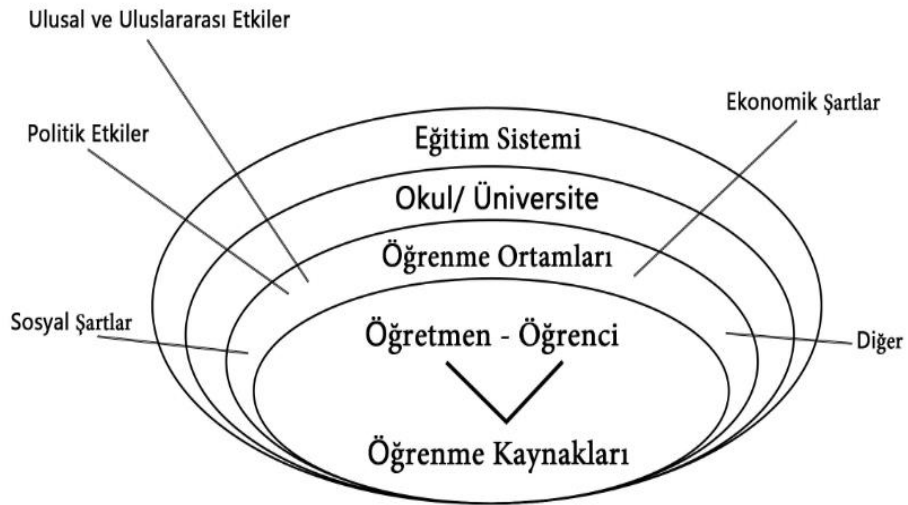 Ulusal ve Uluslararası Etkiler
Ekonomik Şartlar
Politik Etkiler
Eğitim Sistemi
Okul/ Üniversite
Öğrenme Ortamları
Sosyal Şartlar
Öğretmen - Öğrenci
Diğer
Öğrenme Kaynakları